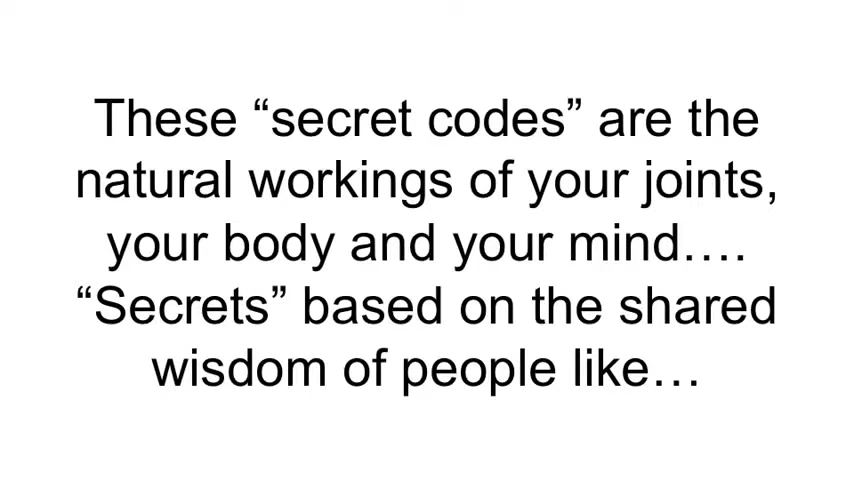 These “secret codes” are the
natural workings of your joints,
your body and your mind….
“Secrets” based on the shared
wisdom of people like…